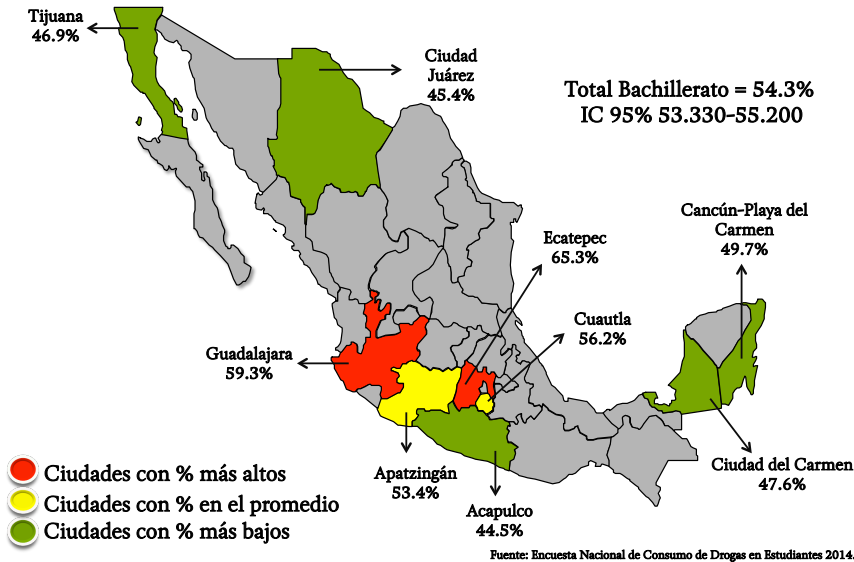 Tijuana
46.9%
Ciudad
Juárez
45.4%
Total Bachillerato = 54.3%
IC 95% 53.330-55.200
Cancún-Playa del
Carmen
49.7%
Ecatepec
65.3%
Cuautla
56.2%
Guadalajara
59.3%
Apatzingán
53.4%
Acapulco
44.5%
Ciudad del Carmen
47.6%
Ciudades con % más altos
Ciudades con % en el promedio
Ciudades con % más bajos
Fuente: Encuesta Nacional de Consumo de Drogas en Estudiantes 2014.